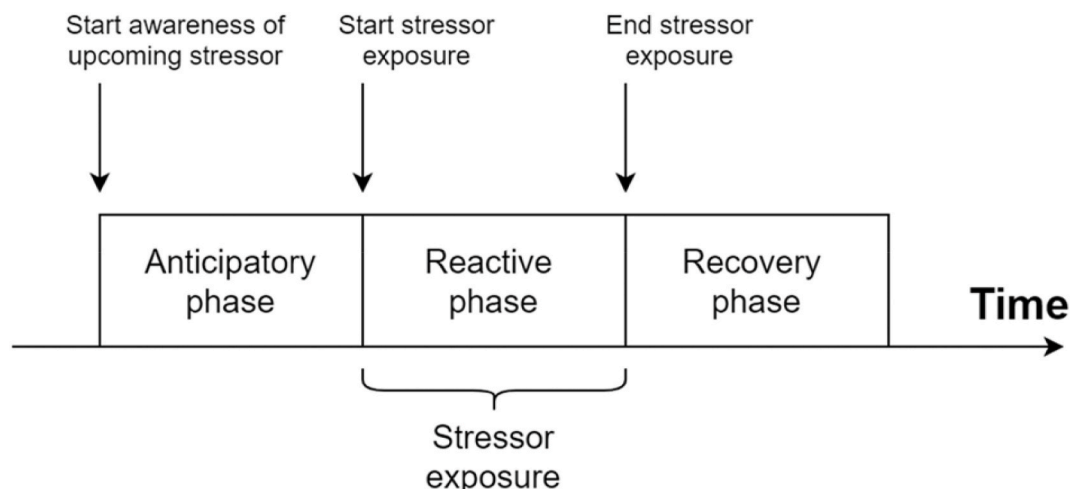 Start awareness of
upcoming stressor
Start stressor
exposure
End stressor
exposure
Anticipatory
phase
Reactive
phase
Recovery
phase
Time
Stressor
exposure